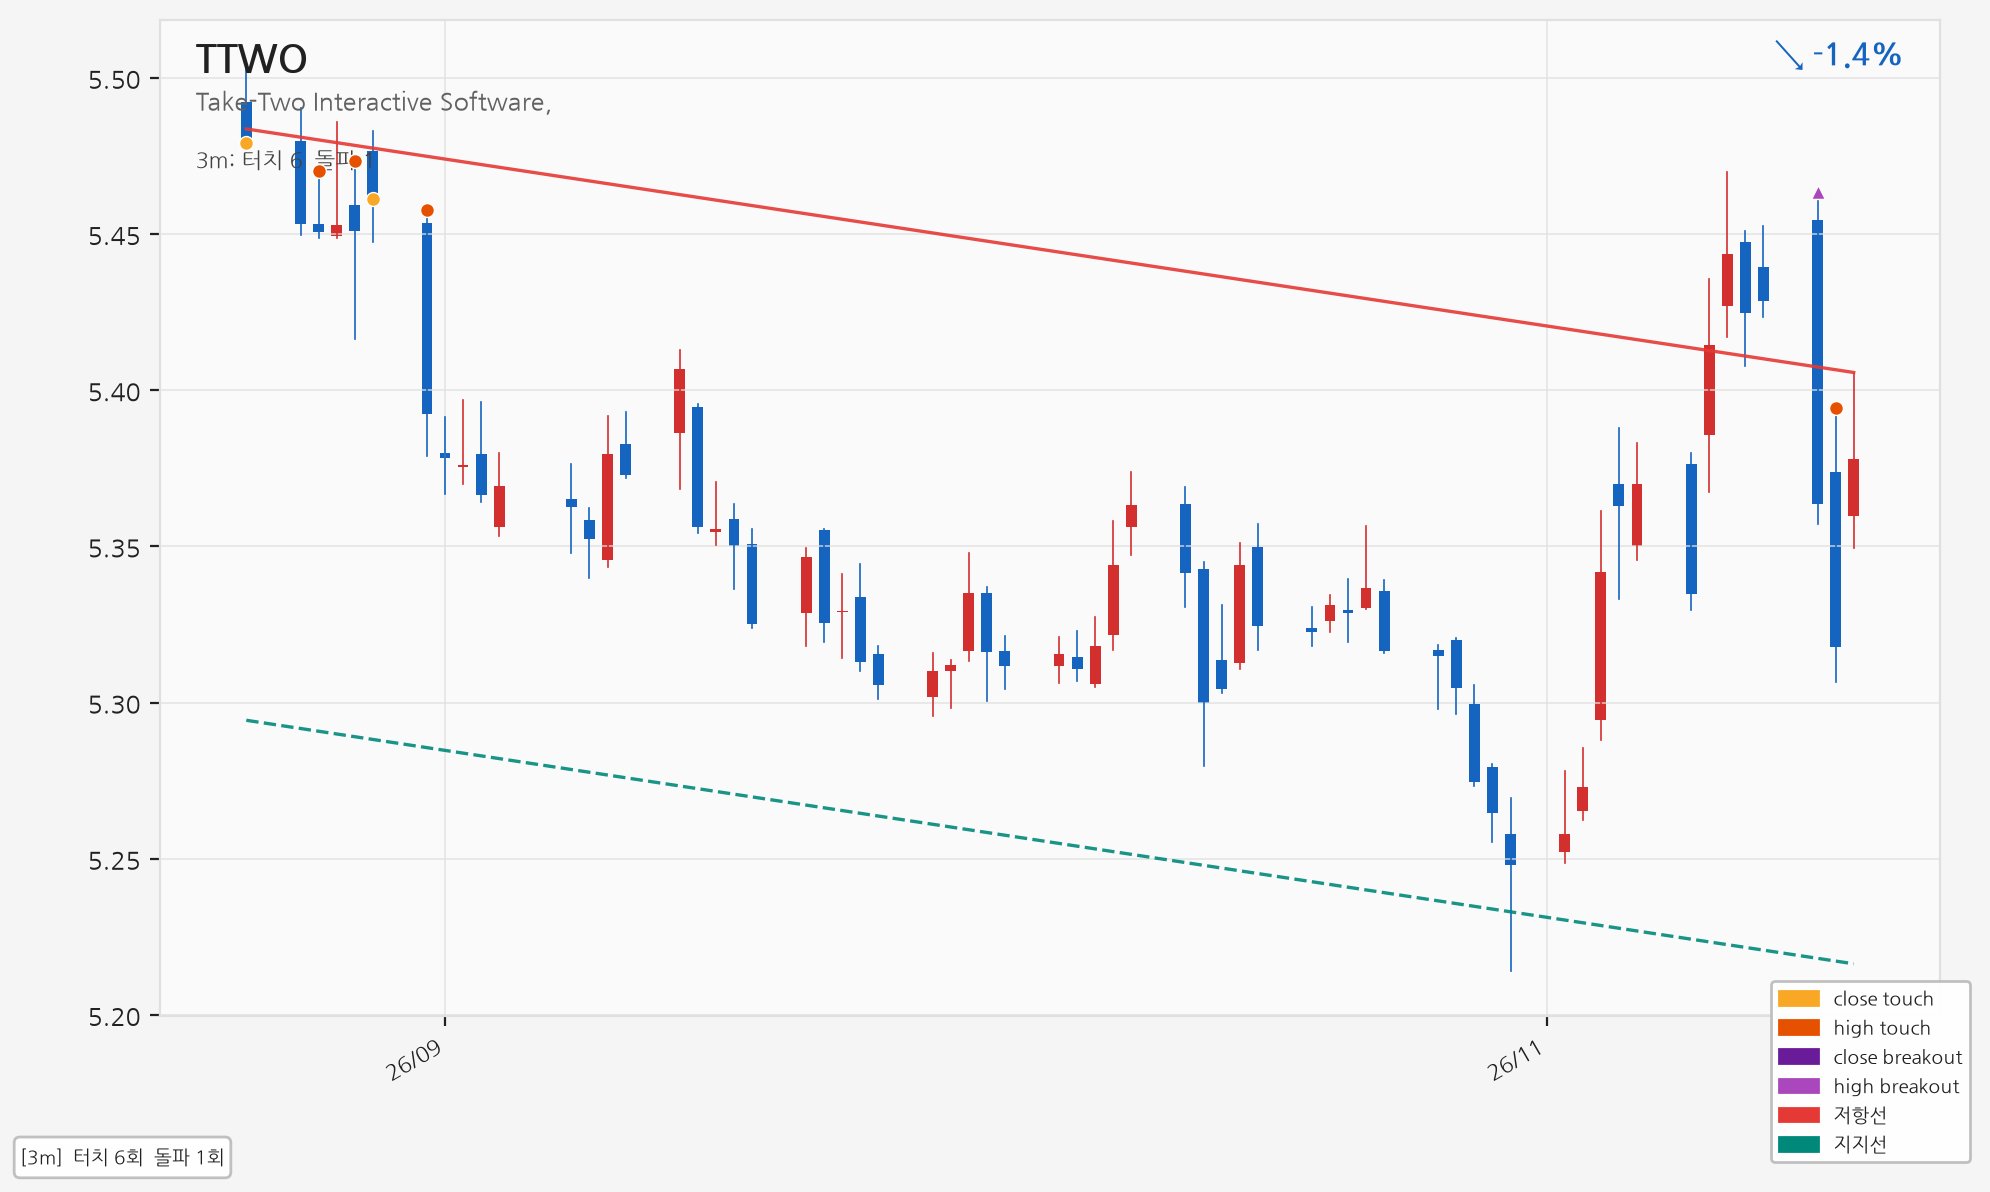 TTWO
-1.4%
Take-Two Interactive Software,
3m: 터치 6  돌파 1
5.50
5.45
5.40
5.35
5.30
5.25
5.20
26/09
26/11
close touch
high touch
close breakout
high breakout
저항선
지지선
[3m]  터치 6회  돌파 1회